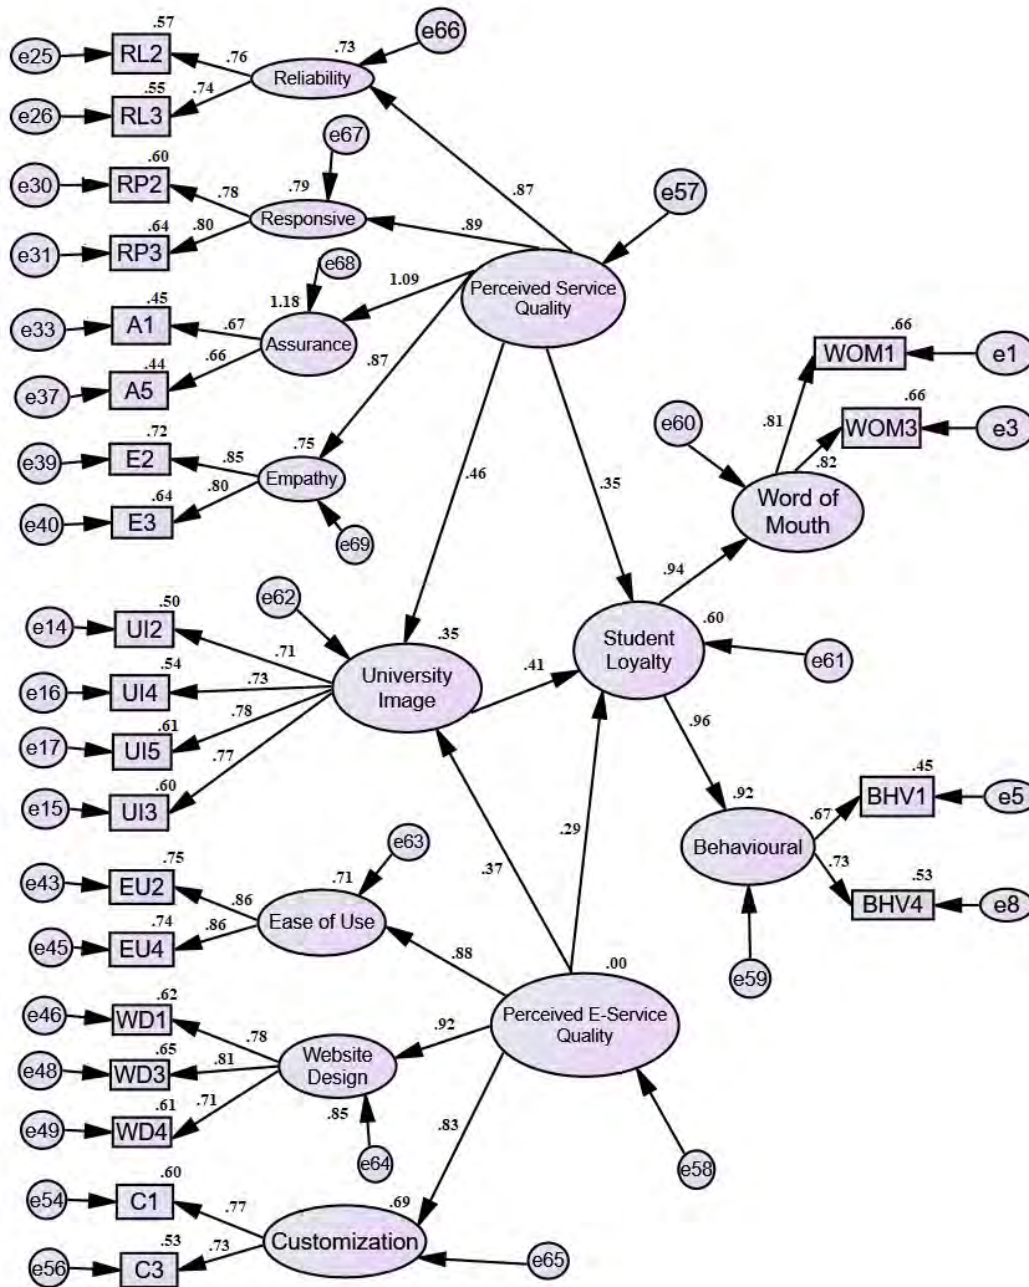 .57
e66
e25
RL2
.76
.73
Reliability
.55
.74
e26
RL3
e67
.60
e30
RP2
.78
.79
.87
e57
Responsive
.89
.64
.80
e31
RP3
e68
Perceived Service
Quality
.45
1.18
1.09
e33
A1
.67
Assurance
.66
.44
.87
e37
A5
.66
WOM1
e1
.72
e39
E2
.85
.75
Empathy
.81
.66
e60
WOM3
e3
.82
.46
.35
.64
.80
e40
E3
e69
Word of
Mouth
.94
e62
.50
e14
UI2
.71
.35
.60
Student
Loyalty
e61
.54
.73
University
Image
.41
e16
UI4
.78
.61
e17
UI5
.77
.96
.60
e15
UI3
.45
.92
BHV1
e5
.67
.29
Behavioural
.73
.53
BHV4
e8
.37
e63
.75
e43
EU2
.86
.71
Ease of Use
.74
.86
e45
EU4
.88
.00
e59
.62
e46
WD1
.78
.92
Perceived E-Service
Quality
.65
.81
Website
Design
e48
WD3
.71
.61
.85
e49
WD4
.83
e64
e58
.60
e54
C1
.77
.69
Customization
.53
.73
e56
C3
e65